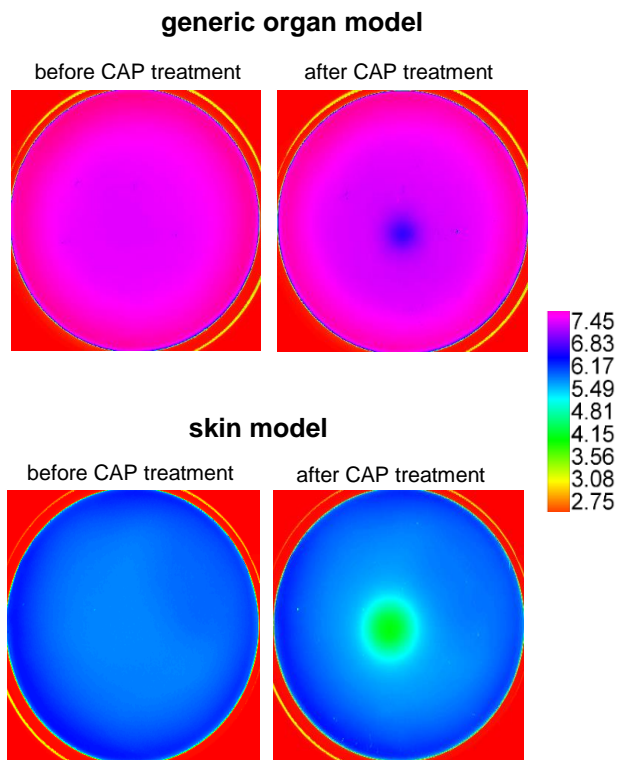 generic organ model
before CAP treatment
after CAP treatment
7.45
6.83
6.17
5.49
4.81
4.15
3.56
3.08
2.75
skin model
before CAP treatment
after CAP treatment